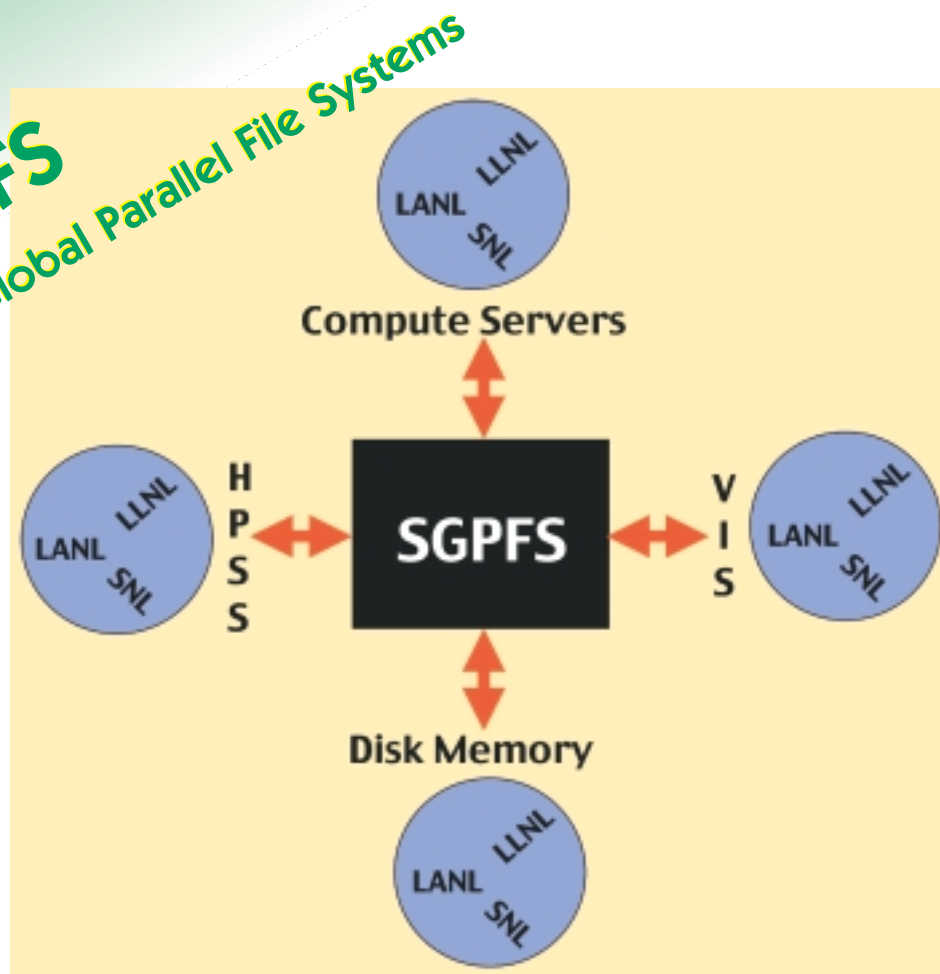 FS
Global Parallel File Systems
LLNL
LANL
SNL
Compute Servers
LLNL
LANL
SNL
H
P
S
S
SGPFS
V
I
S
LLNL
LANL
SNL
Disk Memory
LLNL
LANL
SNL